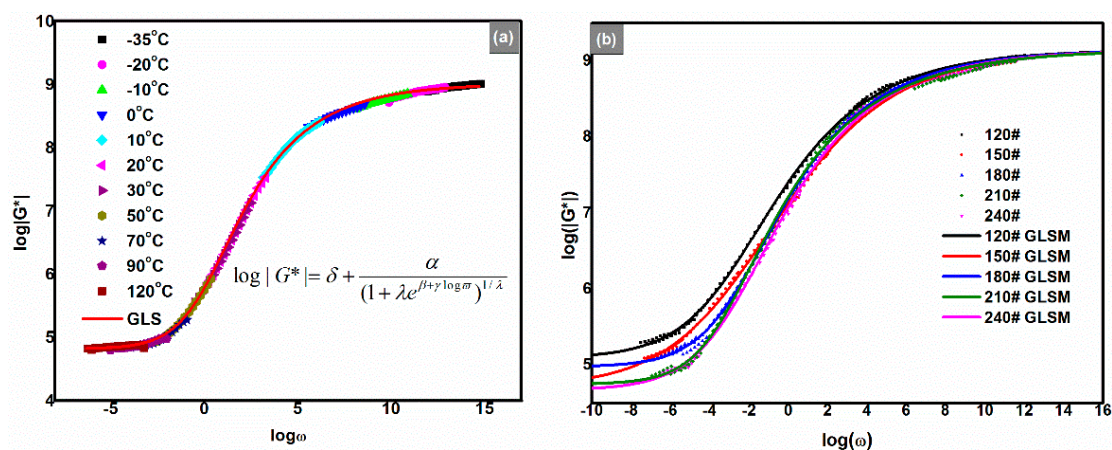 (a)
10
9
8
7
6
5
4
log|G*|
-35°C
-20°C
-10°C
0°C
10°C
20°C
30°C
50°C
70°C
90°C
120°C
GLS
log | G* |= δ + α / (1 + λe^{β+γ log ϖ})^{1/λ}
-5 0 5 10 15
logω
(b)
9
8
7
6
5
log(|G*|)
120#
150#
180#
210#
240#
120# GLSM
150# GLSM
180# GLSM
210# GLSM
240# GLSM
-10 -8 -6 -4 -2 0 2 4 6 8 10 12 14 16
log(ω)